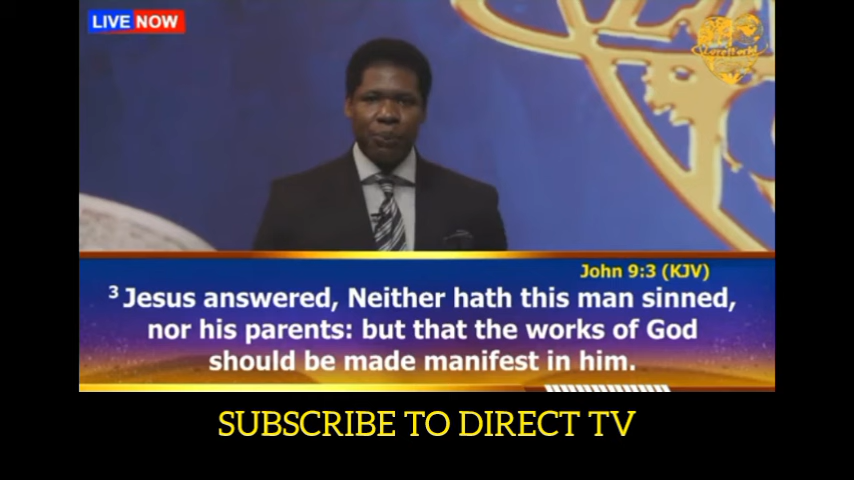 LIVE NOW
LoveWorld
John 9:3 (KJV)
3 Jesus answered, Neither hath this man sinned,
nor his parents: but that the works of God
should be made manifest in him.
SUBSCRIBE TO DIRECT TV